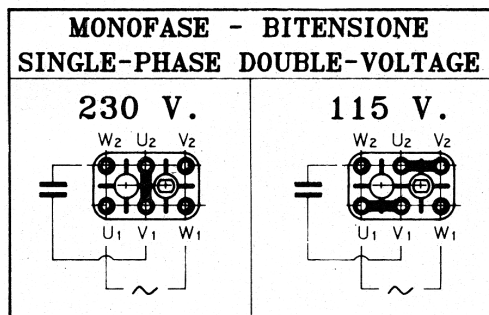 MONOFASE - BITENSIONE
SINGLE-PHASE DOUBLE-VOLTAGE
230 V.
W2 U2 V2
U1 V1 W1
115 V.
W2 U2 V2
U1 V1 W1